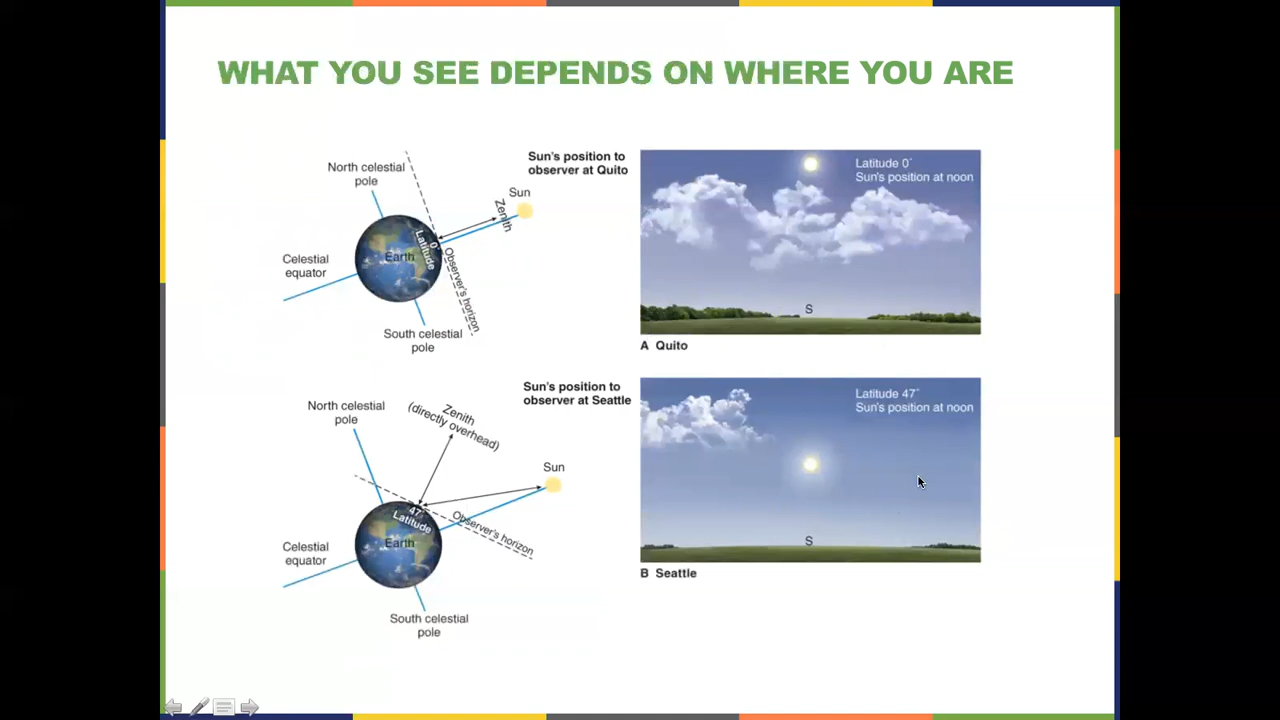 WHAT YOU SEE DEPENDS ON WHERE YOU ARE
North celestial
pole
Sun's position to
observer at Quito
Sun
Zenith
0˚
Latitude
Earth
Observer's horizon
Celestial
equator
South celestial
pole
Latitude 0˚
Sun's position at noon
S
A Quito
Sun's position to
observer at Seattle
North celestial
pole
Zenith
(directly overhead)
Sun
47˚
Latitude
Observer's horizon
Earth
Celestial
equator
South celestial
pole
Latitude 47˚
Sun's position at noon
S
B Seattle